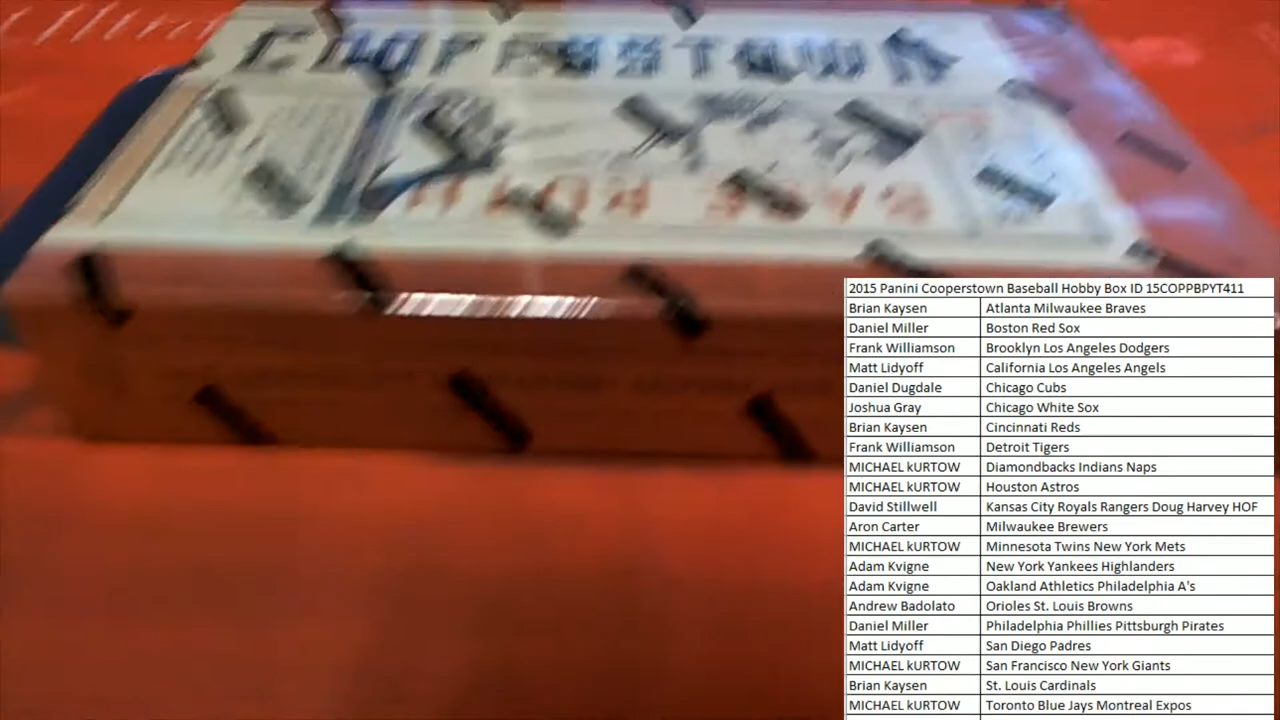 COOPERSTOWN
2015 Panini Cooperstown Baseball Hobby Box ID 15COPPBPYT411
Brian Kaysen Atlanta Milwaukee Braves
Daniel Miller Boston Red Sox
Frank Williamson Brooklyn Los Angeles Dodgers
Matt Lidyoff California Los Angeles Angels
Daniel Dugdale Chicago Cubs
Joshua Gray Chicago White Sox
Brian Kaysen Cincinnati Reds
Frank Williamson Detroit Tigers
MICHAEL kURTOW Diamondbacks Indians Naps
MICHAEL kURTOW Houston Astros
David Stillwell Kansas City Royals Rangers Doug Harvey HOF
Aron Carter Milwaukee Brewers
MICHAEL kURTOW Minnesota Twins New York Mets
Adam Kvigne New York Yankees Highlanders
Adam Kvigne Oakland Athletics Philadelphia A's
Andrew Badolato Orioles St. Louis Browns
Daniel Miller Philadelphia Phillies Pittsburgh Pirates
Matt Lidyoff San Diego Padres
MICHAEL kURTOW San Francisco New York Giants
Brian Kaysen St. Louis Cardinals
MICHAEL kURTOW Toronto Blue Jays Montreal Expos